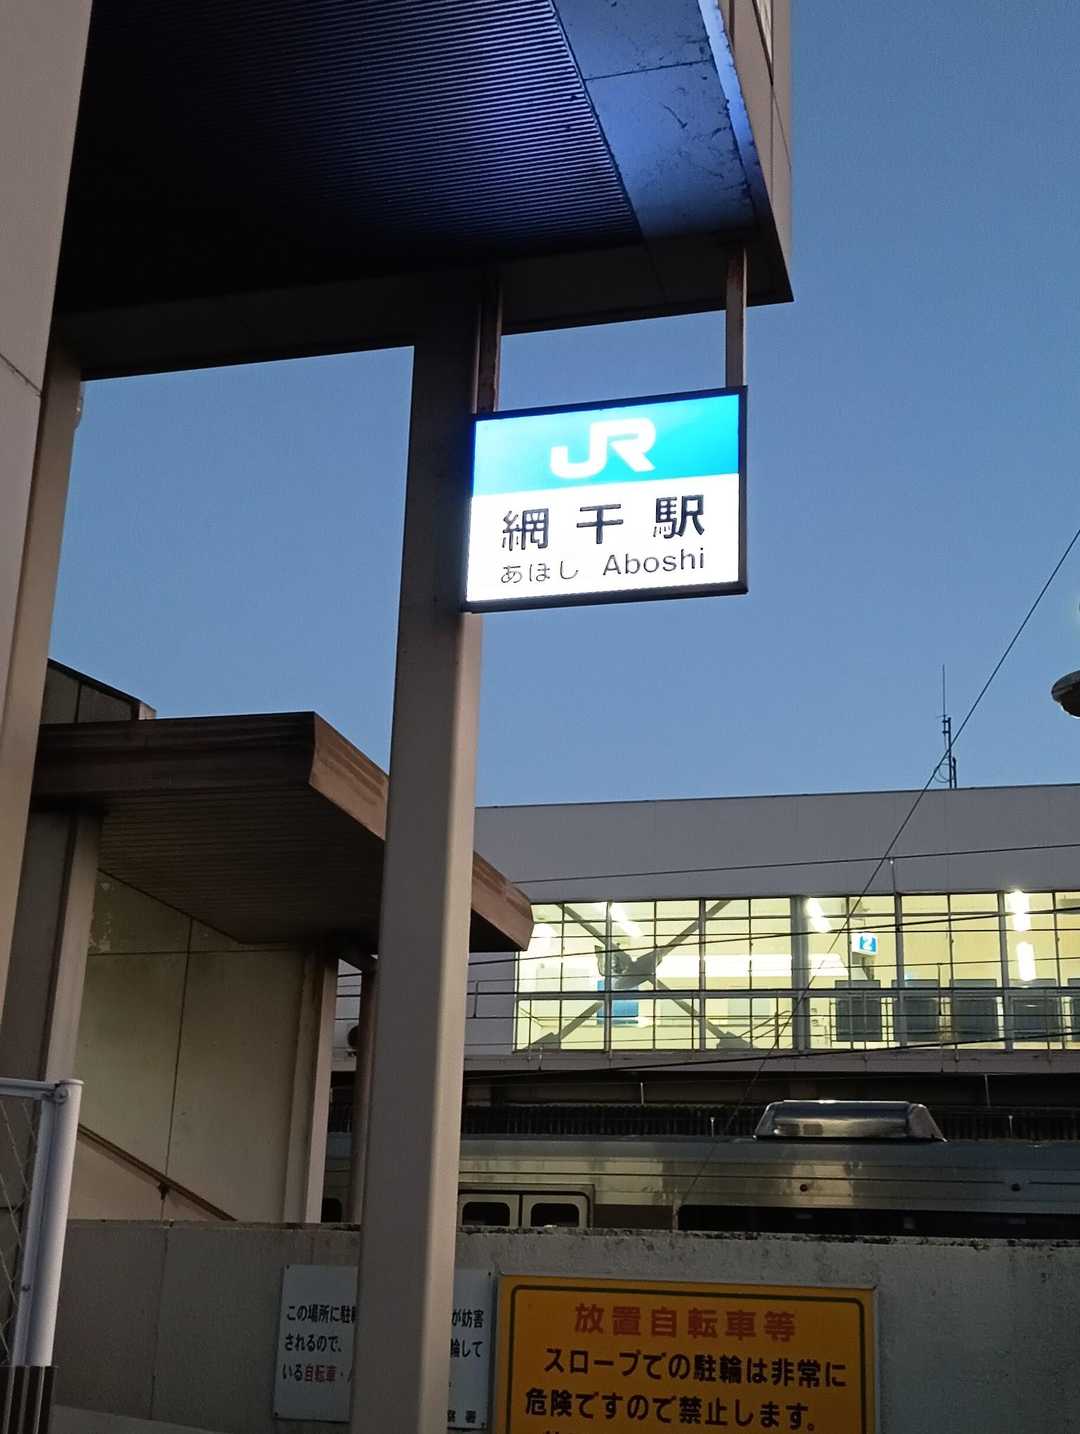 JR
網干駅
あぼし Aboshi
2
この場所に駐
が妨害
されるので、
輪して
いる自転車・
署
放置自転車等
スロープでの駐輪は非常に
危険ですので禁止します。